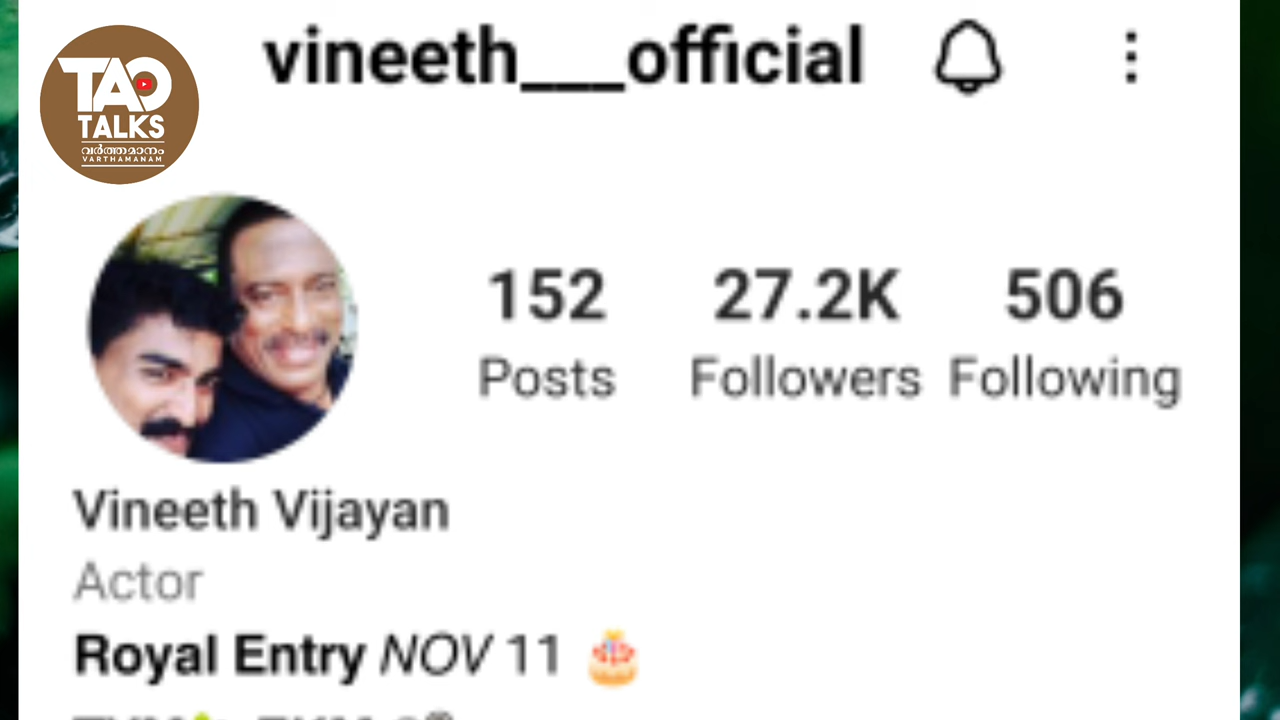 vineeth___official
TAO
TALKS
വർത്തമാനം
VARTHAMANAM
152 27.2K 506
Posts Followers Following
Vineeth Vijayan
Actor
Royal Entry NOV 11 🎂